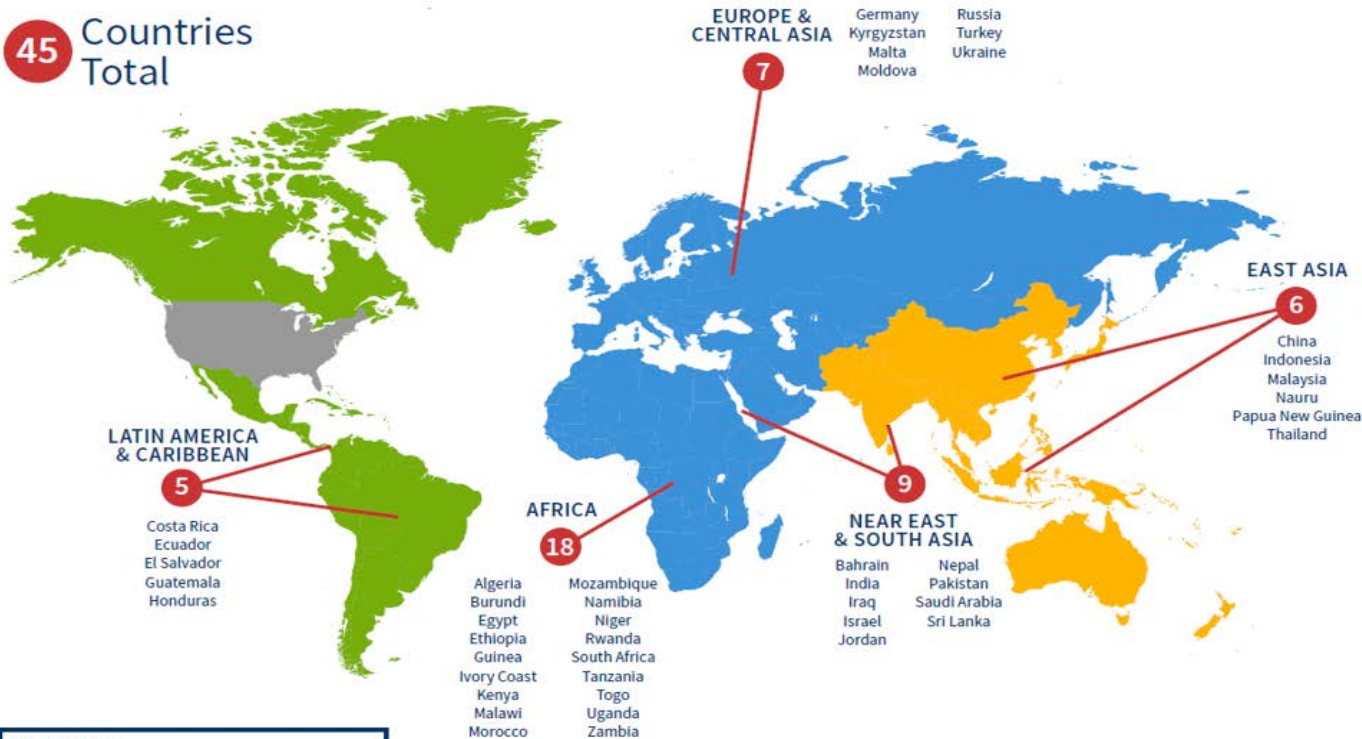 45 Countries
Total
EUROPE &
CENTRAL ASIA
7
Germany
Kyrgyzstan
Malta
Moldova
Russia
Turkey
Ukraine
EAST ASIA
6
China
Indonesia
Malaysia
Nauru
Papua New Guinea
Thailand
LATIN AMERICA
& CARIBBEAN
5
Costa Rica
Ecuador
El Salvador
Guatemala
Honduras
AFRICA
18
Algeria
Burundi
Egypt
Ethiopia
Guinea
Ivory Coast
Kenya
Malawi
Morocco
Mozambique
Namibia
Niger
Rwanda
South Africa
Tanzania
Togo
Uganda
Zambia
9
NEAR EAST
& SOUTH ASIA
Bahrain
India
Iraq
Israel
Jordan
Nepal
Pakistan
Saudi Arabia
Sri Lanka